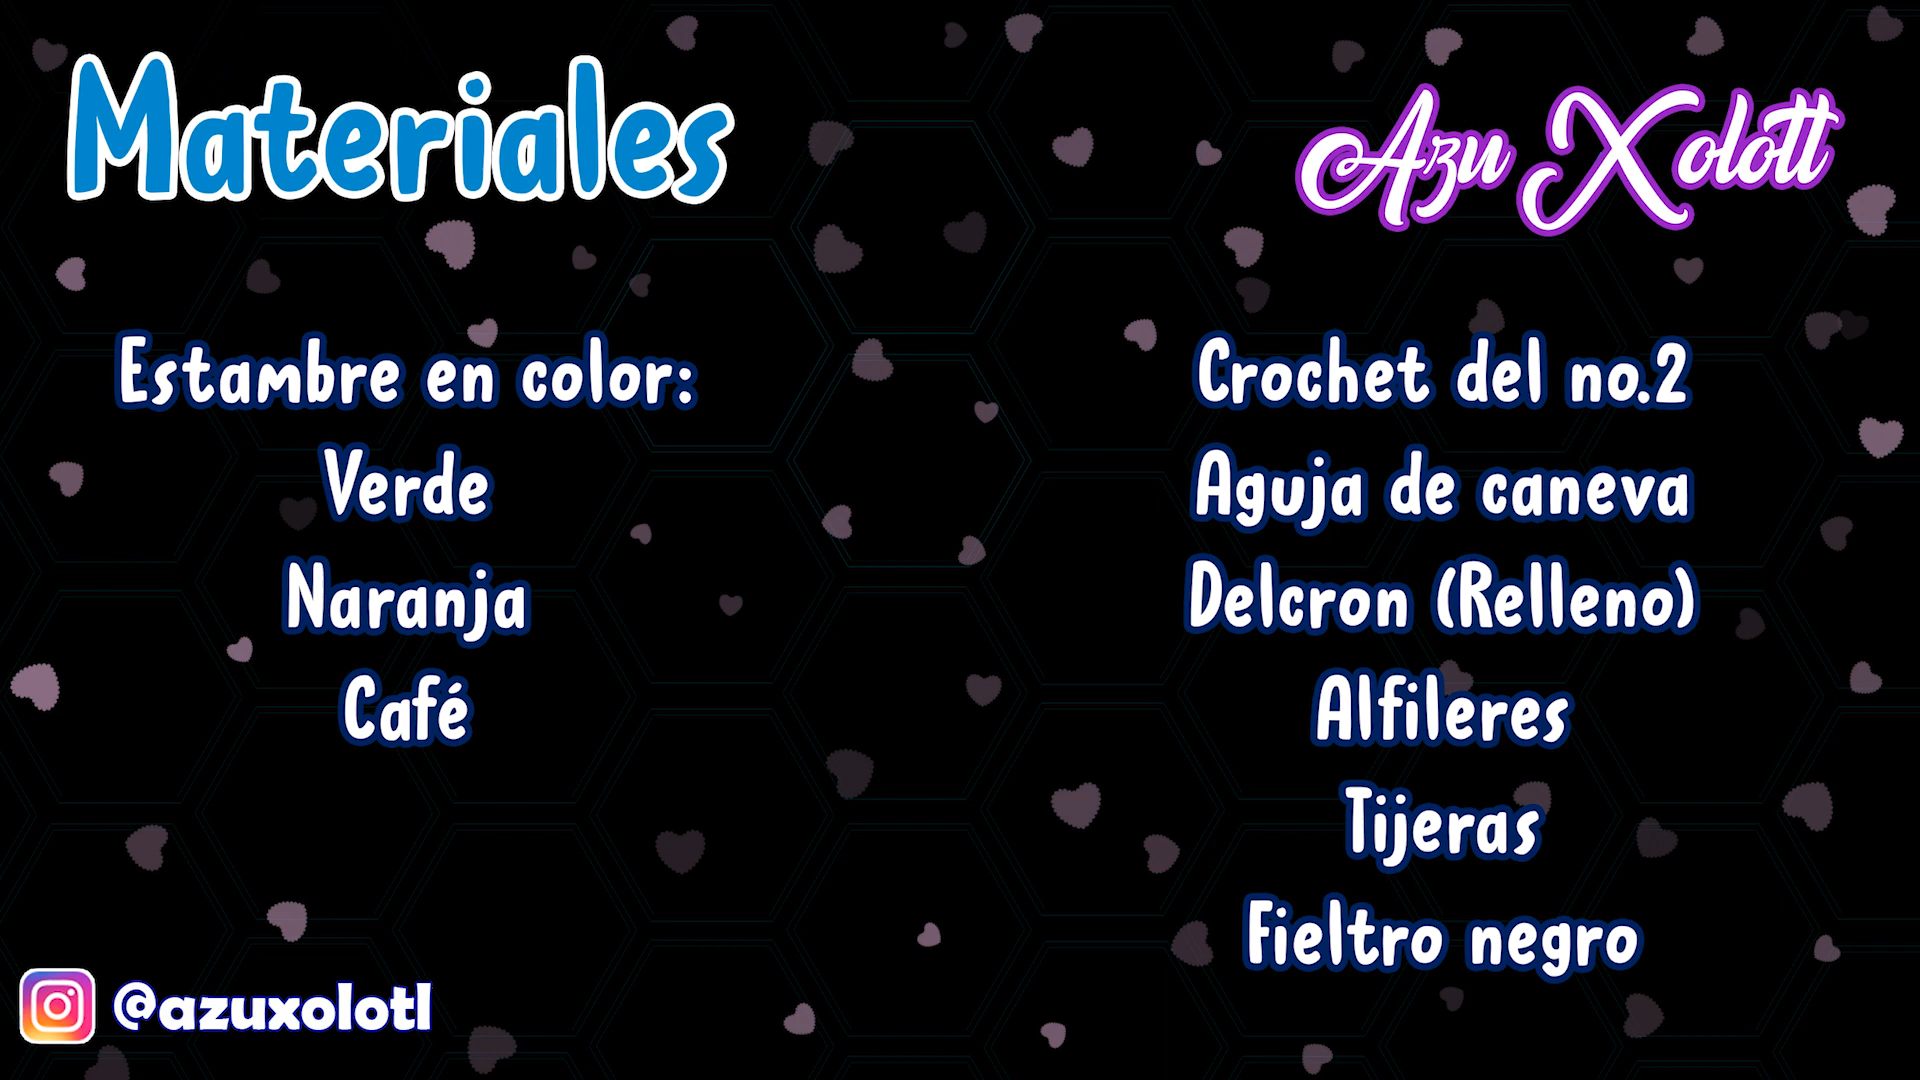 Materiales
Azu Xolotl
Estambre en color:
Verde
Naranja
Café
Crochet del no.2
Aguja de caneva
Delcron (Relleno)
Alfileres
Tijeras
Fieltro negro
@azuxolotl